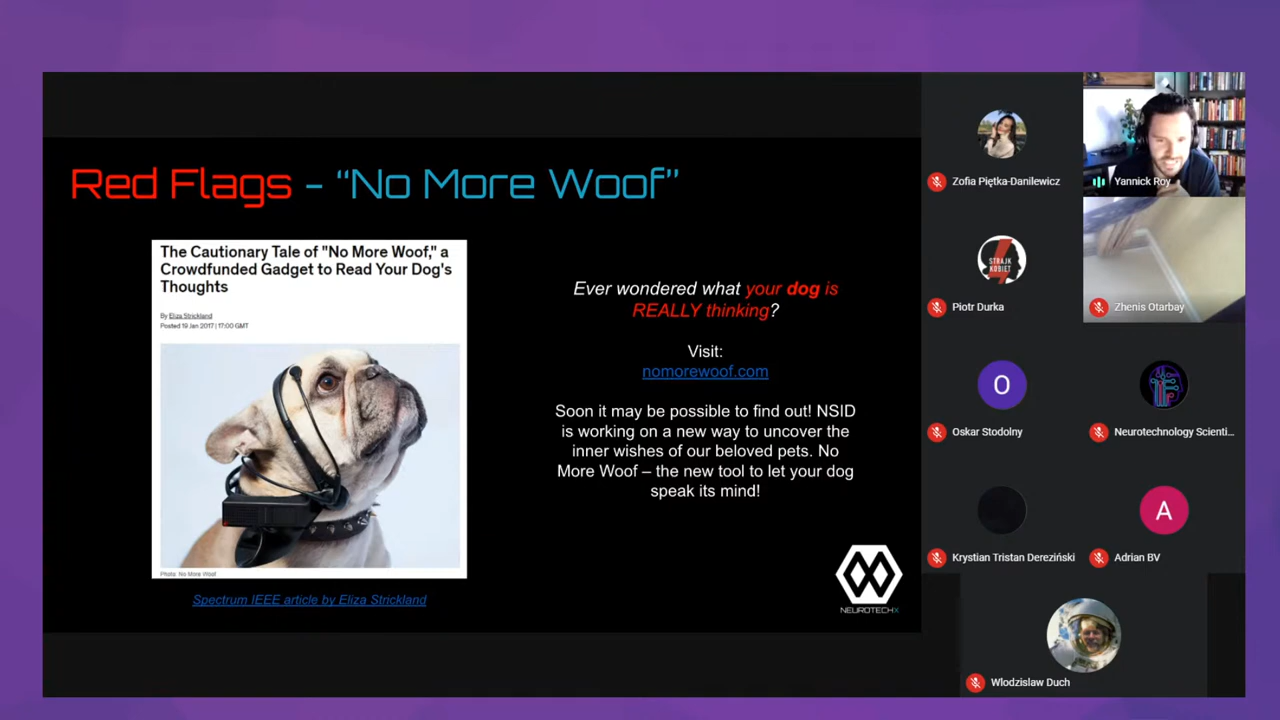 Red Flags - “No More Woof”
The Cautionary Tale of "No More Woof," a
Crowdfunded Gadget to Read Your Dog's
Thoughts
By Eliza Strickland
Posted 19 Jan 2017 | 17:00 GMT
Photo: No More Woof
Spectrum IEEE article by Eliza Strickland
Ever wondered what your dog is
REALLY thinking?
Visit:
nomorewoof.com
Soon it may be possible to find out! NSID
is working on a new way to uncover the
inner wishes of our beloved pets. No
More Woof – the new tool to let your dog
speak its mind!
NEUROTECHX
Zofia Piętka-Danilewicz
Yannick Roy
STRAJK
KOBIET
Piotr Durka
Zhenis Otarbay
O
Oskar Stodolny
Neurotechnology Scienti...
Krystian Tristan Dereziński
A
Adrian BV
Wlodzislaw Duch